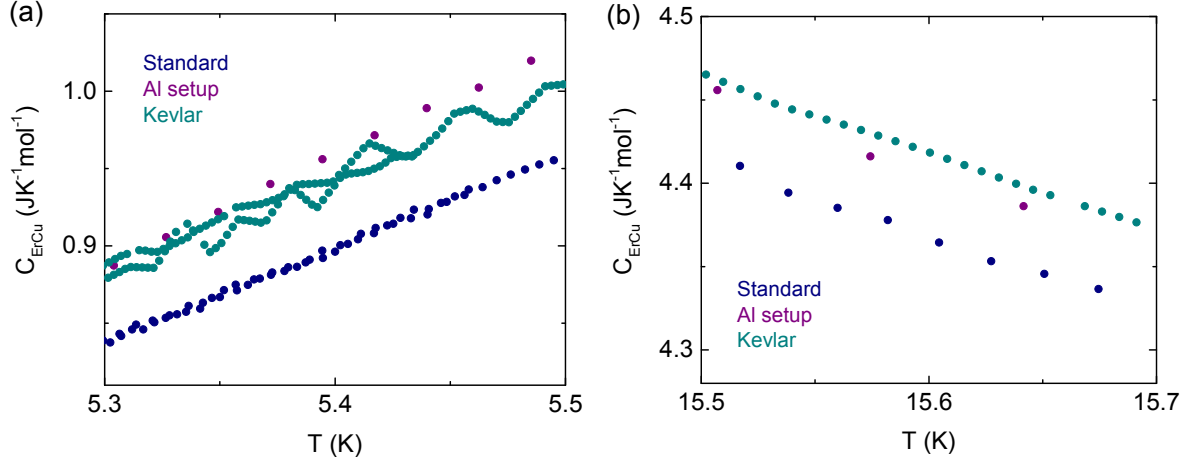 (a)
C_ErCu (JK⁻¹mol⁻¹)
1.0
0.9
Standard
Al setup
Kevlar
5.3 5.4 5.5
T (K)
(b)
C_ErCu (JK⁻¹mol⁻¹)
4.5
4.4
4.3
Standard
Al setup
Kevlar
15.5 15.6 15.7
T (K)